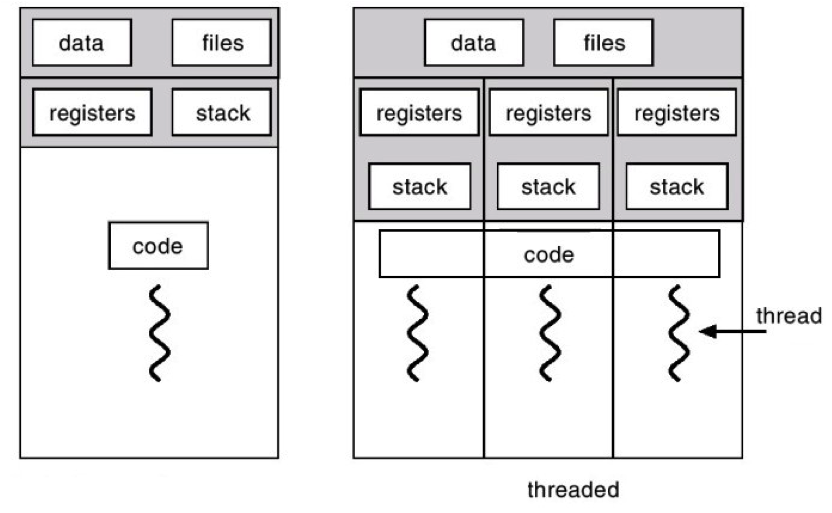 data files
registers stack
code
data files
registers registers registers
stack stack stack
code
thread
threaded